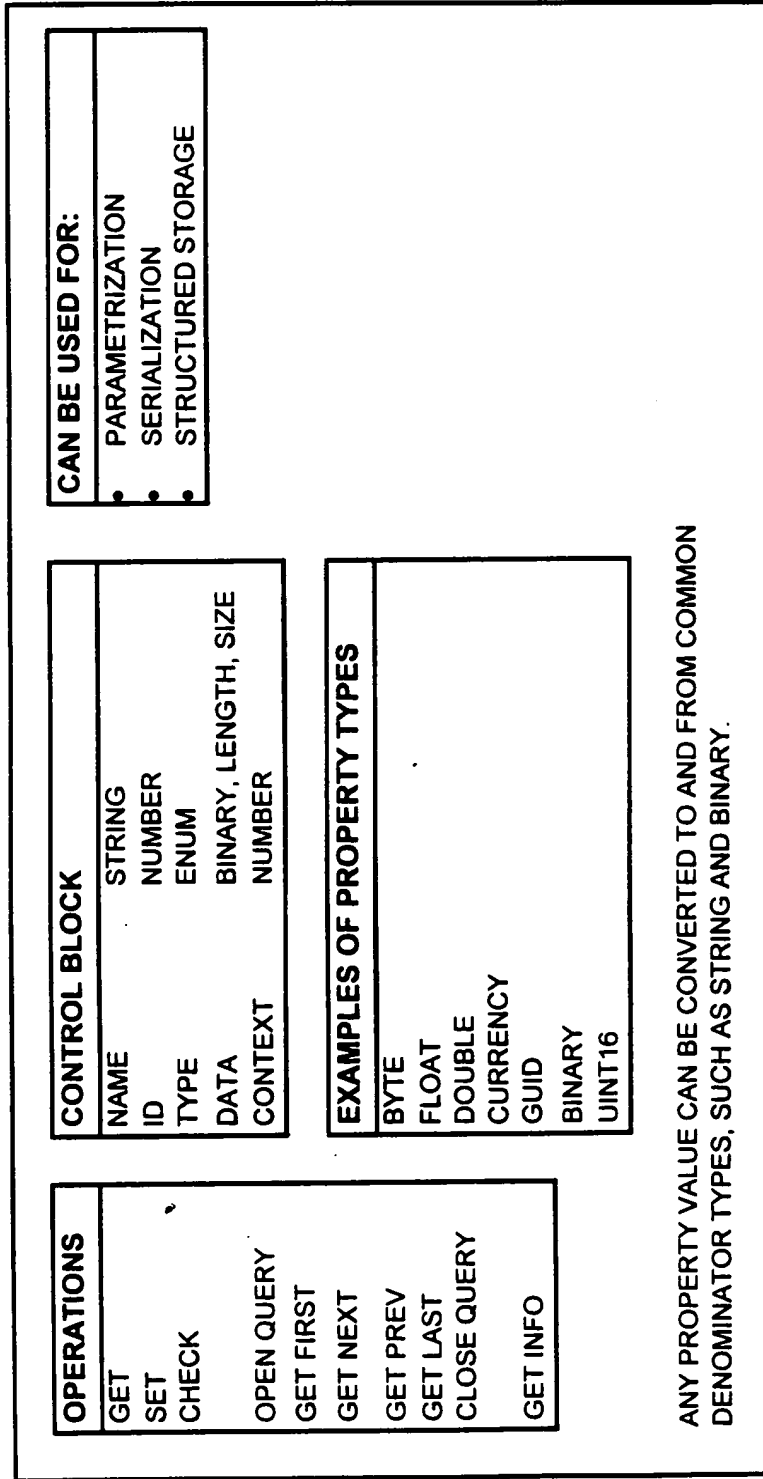 OPERATIONS
GET
SET
CHECK
OPEN QUERY
GET FIRST
GET NEXT
GET PREV
GET LAST
CLOSE QUERY
GET INFO
CONTROL BLOCK
NAME STRING
ID NUMBER
TYPE ENUM
DATA BINARY, LENGTH, SIZE
CONTEXT NUMBER
EXAMPLES OF PROPERTY TYPES
BYTE
FLOAT
DOUBLE
CURRENCY
GUID
BINARY
UINT16
CAN BE USED FOR:
• PARAMETRIZATION
• SERIALIZATION
• STRUCTURED STORAGE
ANY PROPERTY VALUE CAN BE CONVERTED TO AND FROM COMMON
DENOMINATOR TYPES, SUCH AS STRING AND BINARY.